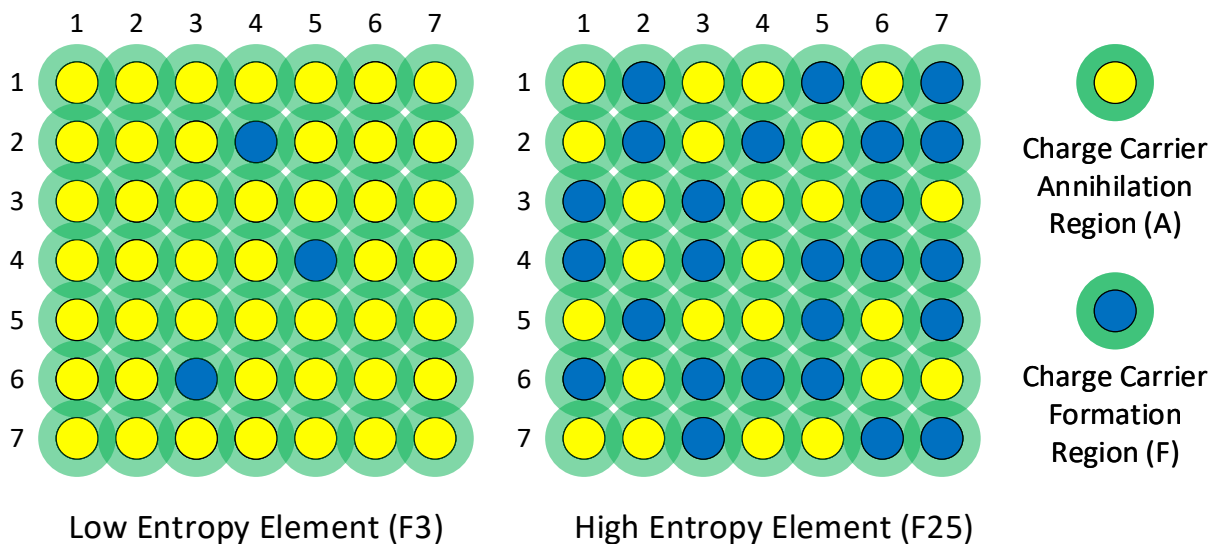 1 2 3 4 5 6 7
1
2
3
4
5
6
7
Low Entropy Element (F3)
1 2 3 4 5 6 7
1
2
3
4
5
6
7
High Entropy Element (F25)
Charge Carrier
Annihilation
Region (A)
Charge Carrier
Formation
Region (F)